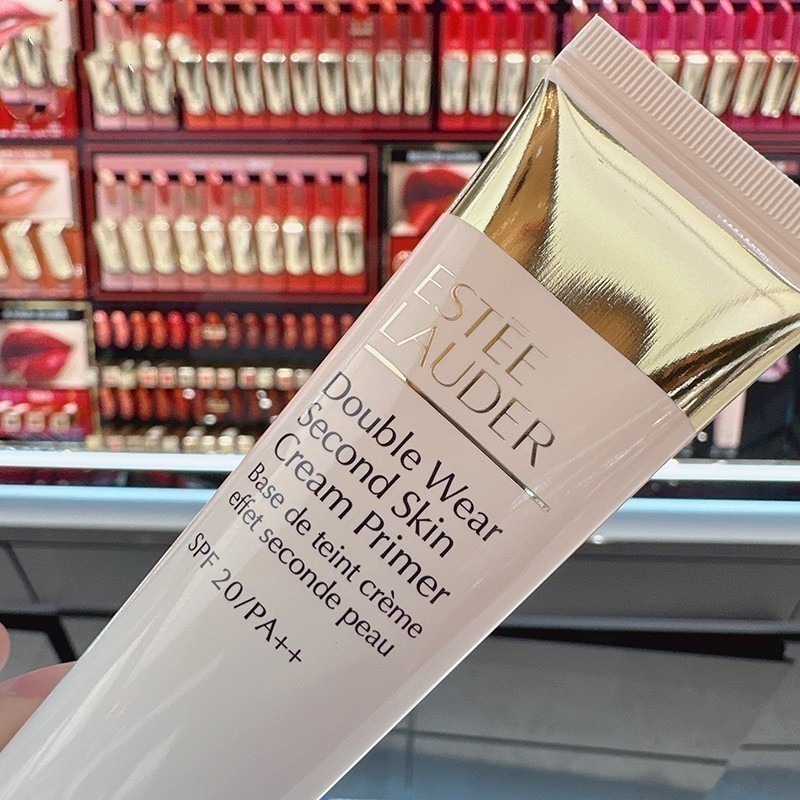 ESTĒE
LAUDER
Double Wear
Second Skin
Cream Primer
Base de teint crème
effet seconde peau
SPF 20/PA++